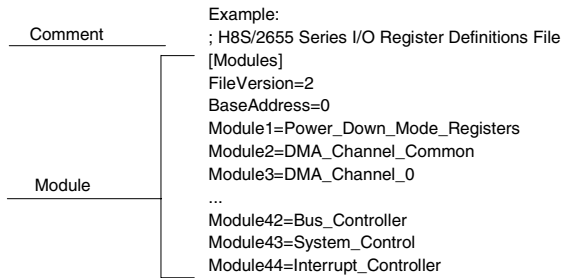 Example:
Comment
; H8S/2655 Series I/O Register Definitions File
[Modules]
FileVersion=2
BaseAddress=0
Module1=Power_Down_Mode_Registers
Module2=DMA_Channel_Common
Module3=DMA_Channel_0
Module
...
Module42=Bus_Controller
Module43=System_Control
Module44=Interrupt_Controller